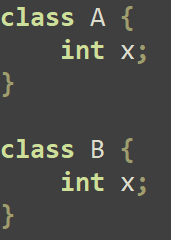 class A {
    int x;
}

class B {
    int x;
}